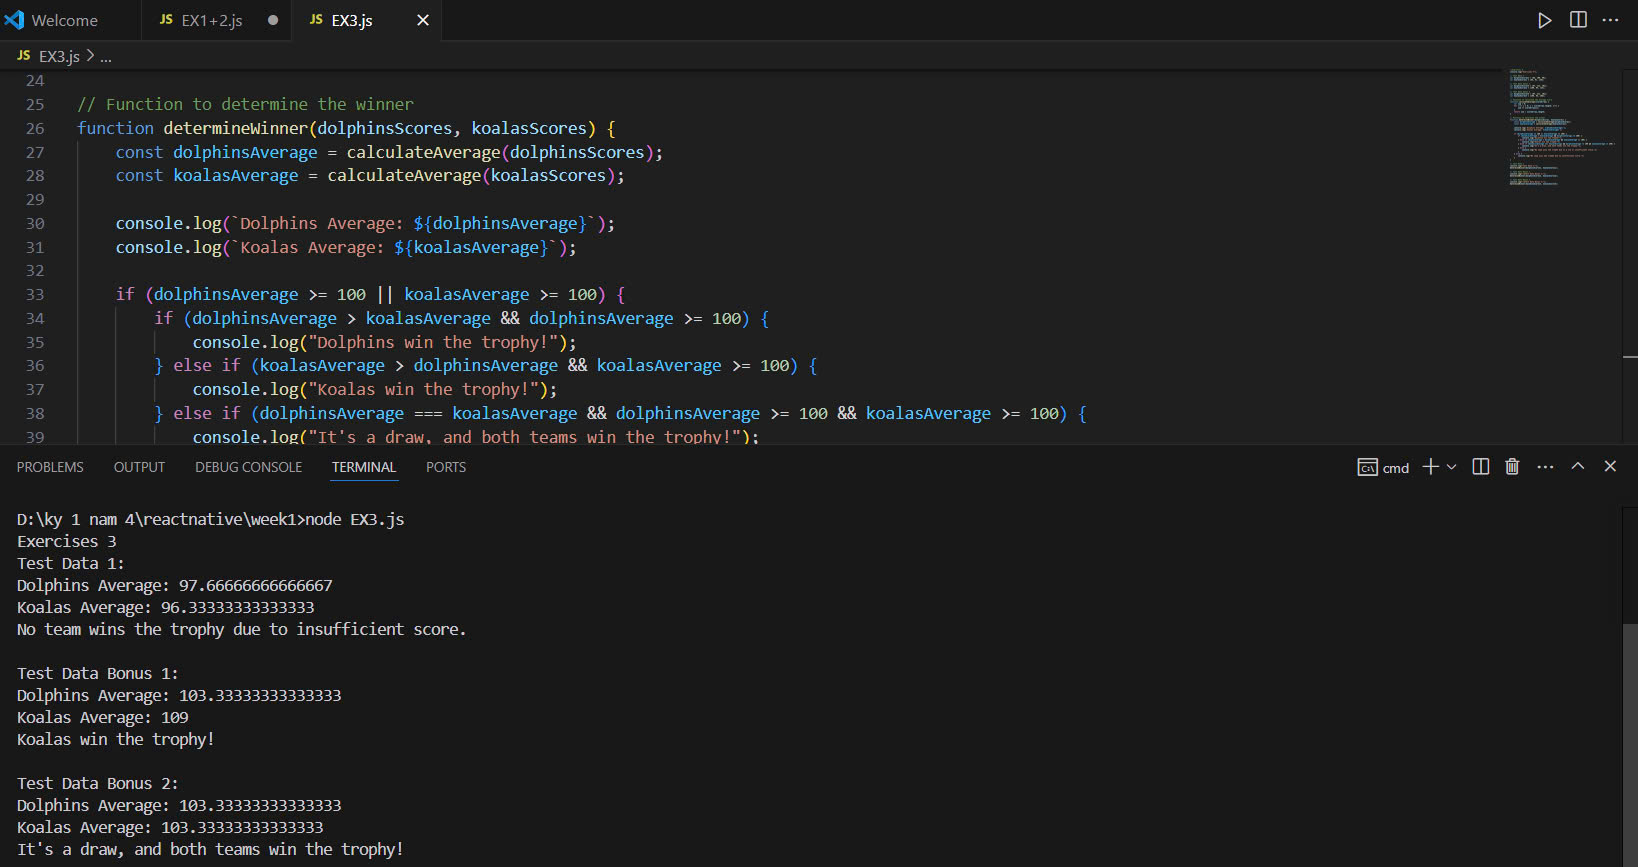 Welcome
JS EX1+2.js
JS EX3.js
JS EX3.js > ...
24
25 // Function to determine the winner
26 function determineWinner(dolphinsScores, koalasScores) {
27 const dolphinsAverage = calculateAverage(dolphinsScores);
28 const koalasAverage = calculateAverage(koalasScores);
29
30 console.log(`Dolphins Average: ${dolphinsAverage}`);
31 console.log(`Koalas Average: ${koalasAverage}`);
32
33 if (dolphinsAverage >= 100 || koalasAverage >= 100) {
34 if (dolphinsAverage > koalasAverage && dolphinsAverage >= 100) {
35 console.log("Dolphins win the trophy!");
36 } else if (koalasAverage > dolphinsAverage && koalasAverage >= 100) {
37 console.log("Koalas win the trophy!");
38 } else if (dolphinsAverage === koalasAverage && dolphinsAverage >= 100 && koalasAverage >= 100) {
39 console.log("It's a draw, and both teams win the trophy!");
PROBLEMS OUTPUT DEBUG CONSOLE TERMINAL PORTS
cmd
D:\ky 1 nam 4\reactnative\week1>node EX3.js
Exercises 3
Test Data 1:
Dolphins Average: 97.66666666666667
Koalas Average: 96.33333333333333
No team wins the trophy due to insufficient score.
Test Data Bonus 1:
Dolphins Average: 103.33333333333333
Koalas Average: 109
Koalas win the trophy!
Test Data Bonus 2:
Dolphins Average: 103.33333333333333
Koalas Average: 103.33333333333333
It's a draw, and both teams win the trophy!